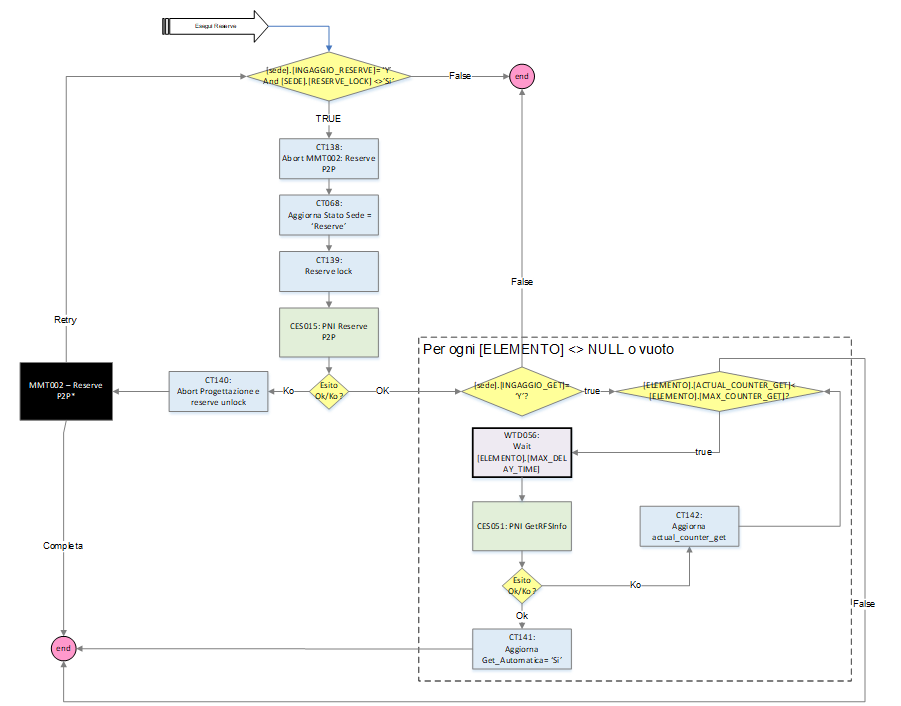 Esegui Reserve
[sede].[INGAGGIO_RESERVE]= 'Y'
And [SEDE].[RESERVE_LOCK] <>'Si'
False
end
TRUE
CT138:
Abort MMT002: Reserve
P2P
CT068:
Aggiorna Stato Sede =
'Reserve'
CT139:
Reserve lock
False
Retry
CES015: PNI Reserve
P2P
Per ogni [ELEMENTO] <> NULL o vuoto
MMT002 – Reserve
P2P*
CT140:
Abort Progettazione e
reserve unlock
Ko
Esito
Ok/Ko?
OK
[sede].[INGAGGIO_GET]=
'Y'?
true
[ELEMENTO].[ACTUAL_COUNTER_GET]<
[ELEMENTO].[MAX_COUNTER_GET]?
WTD056:
Wait
[ELEMENTO].[MAX_DEL
AY_TIME]
true
CES051: PNI GetRFSInfo
CT142:
Aggiorna
actual_counter_get
Completa
Esito
Ok/Ko?
Ko
False
Ok
end
CT141:
Aggiorna
Get_Automatica= 'Si'